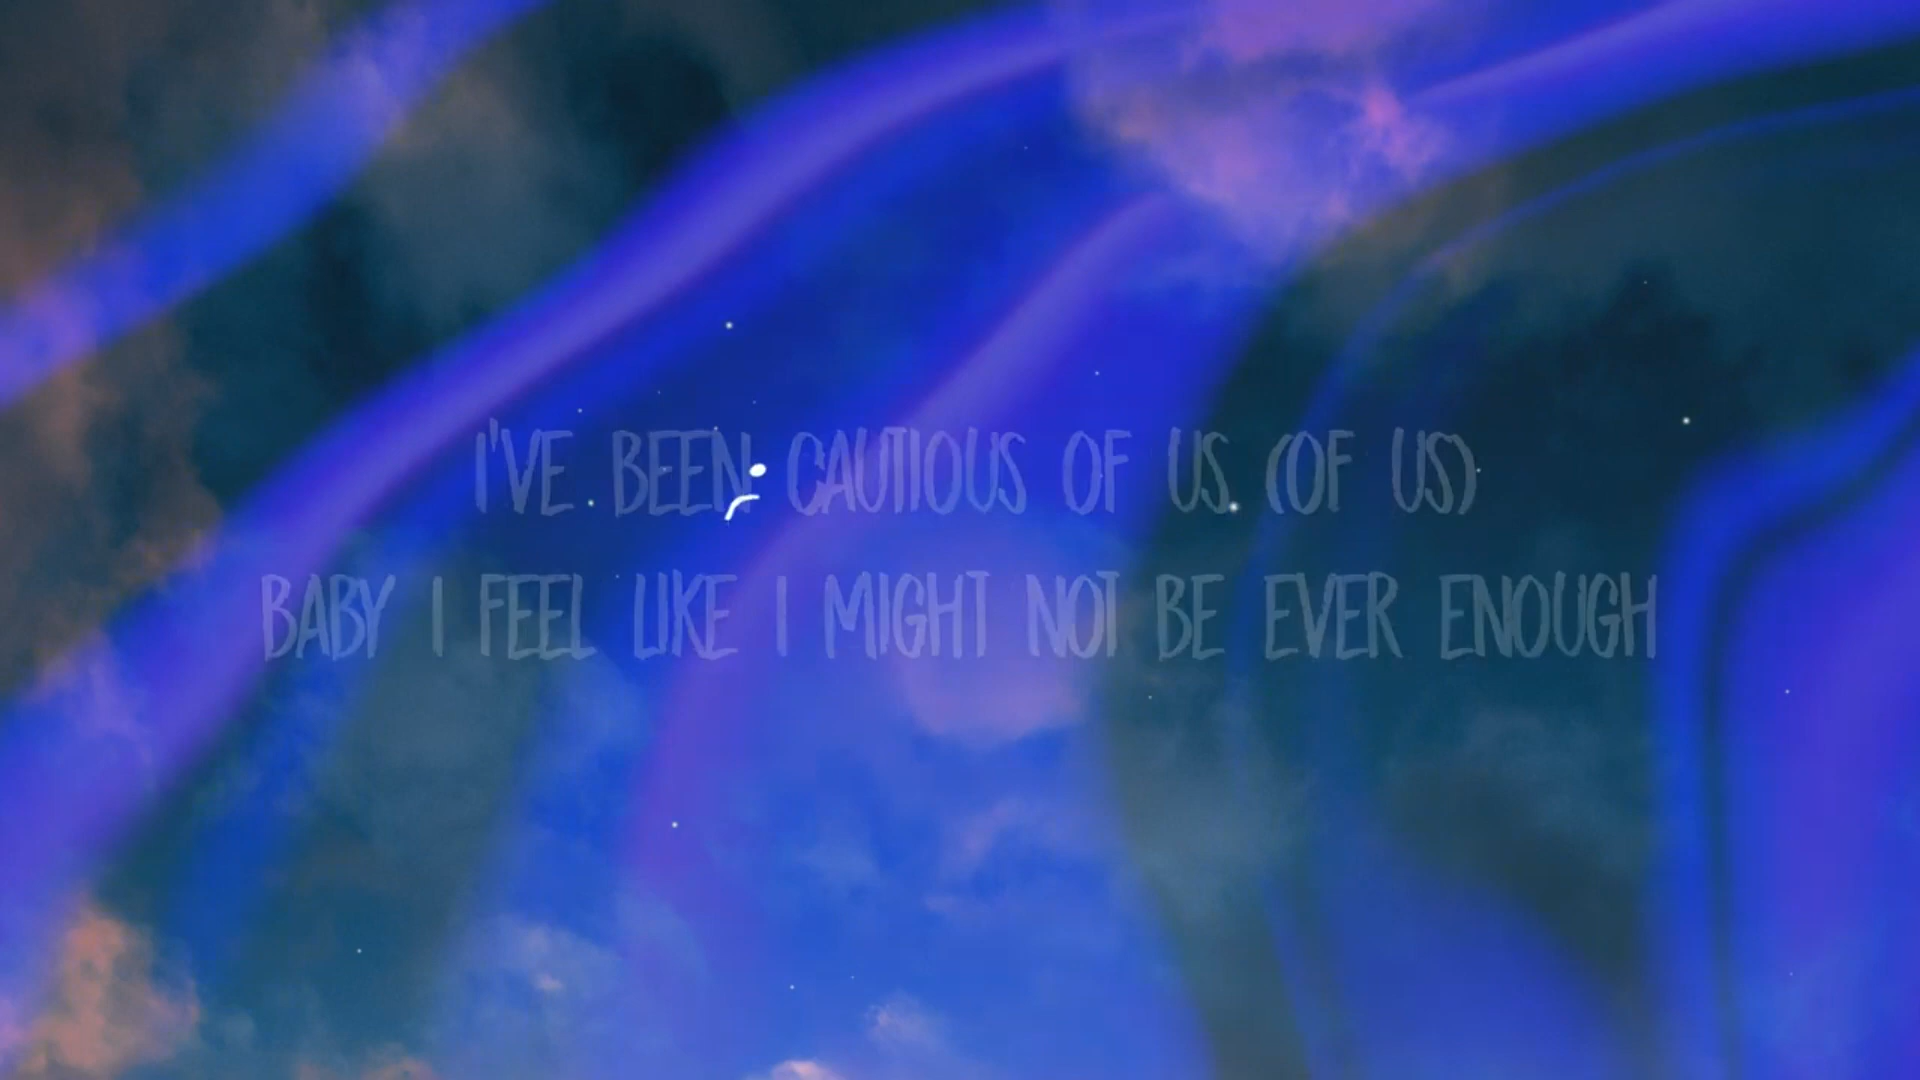 I'VE BEEN CAUTIOUS OF US (OF US)
BABY I FEEL LIKE I MIGHT NOT BE EVER ENOUGH